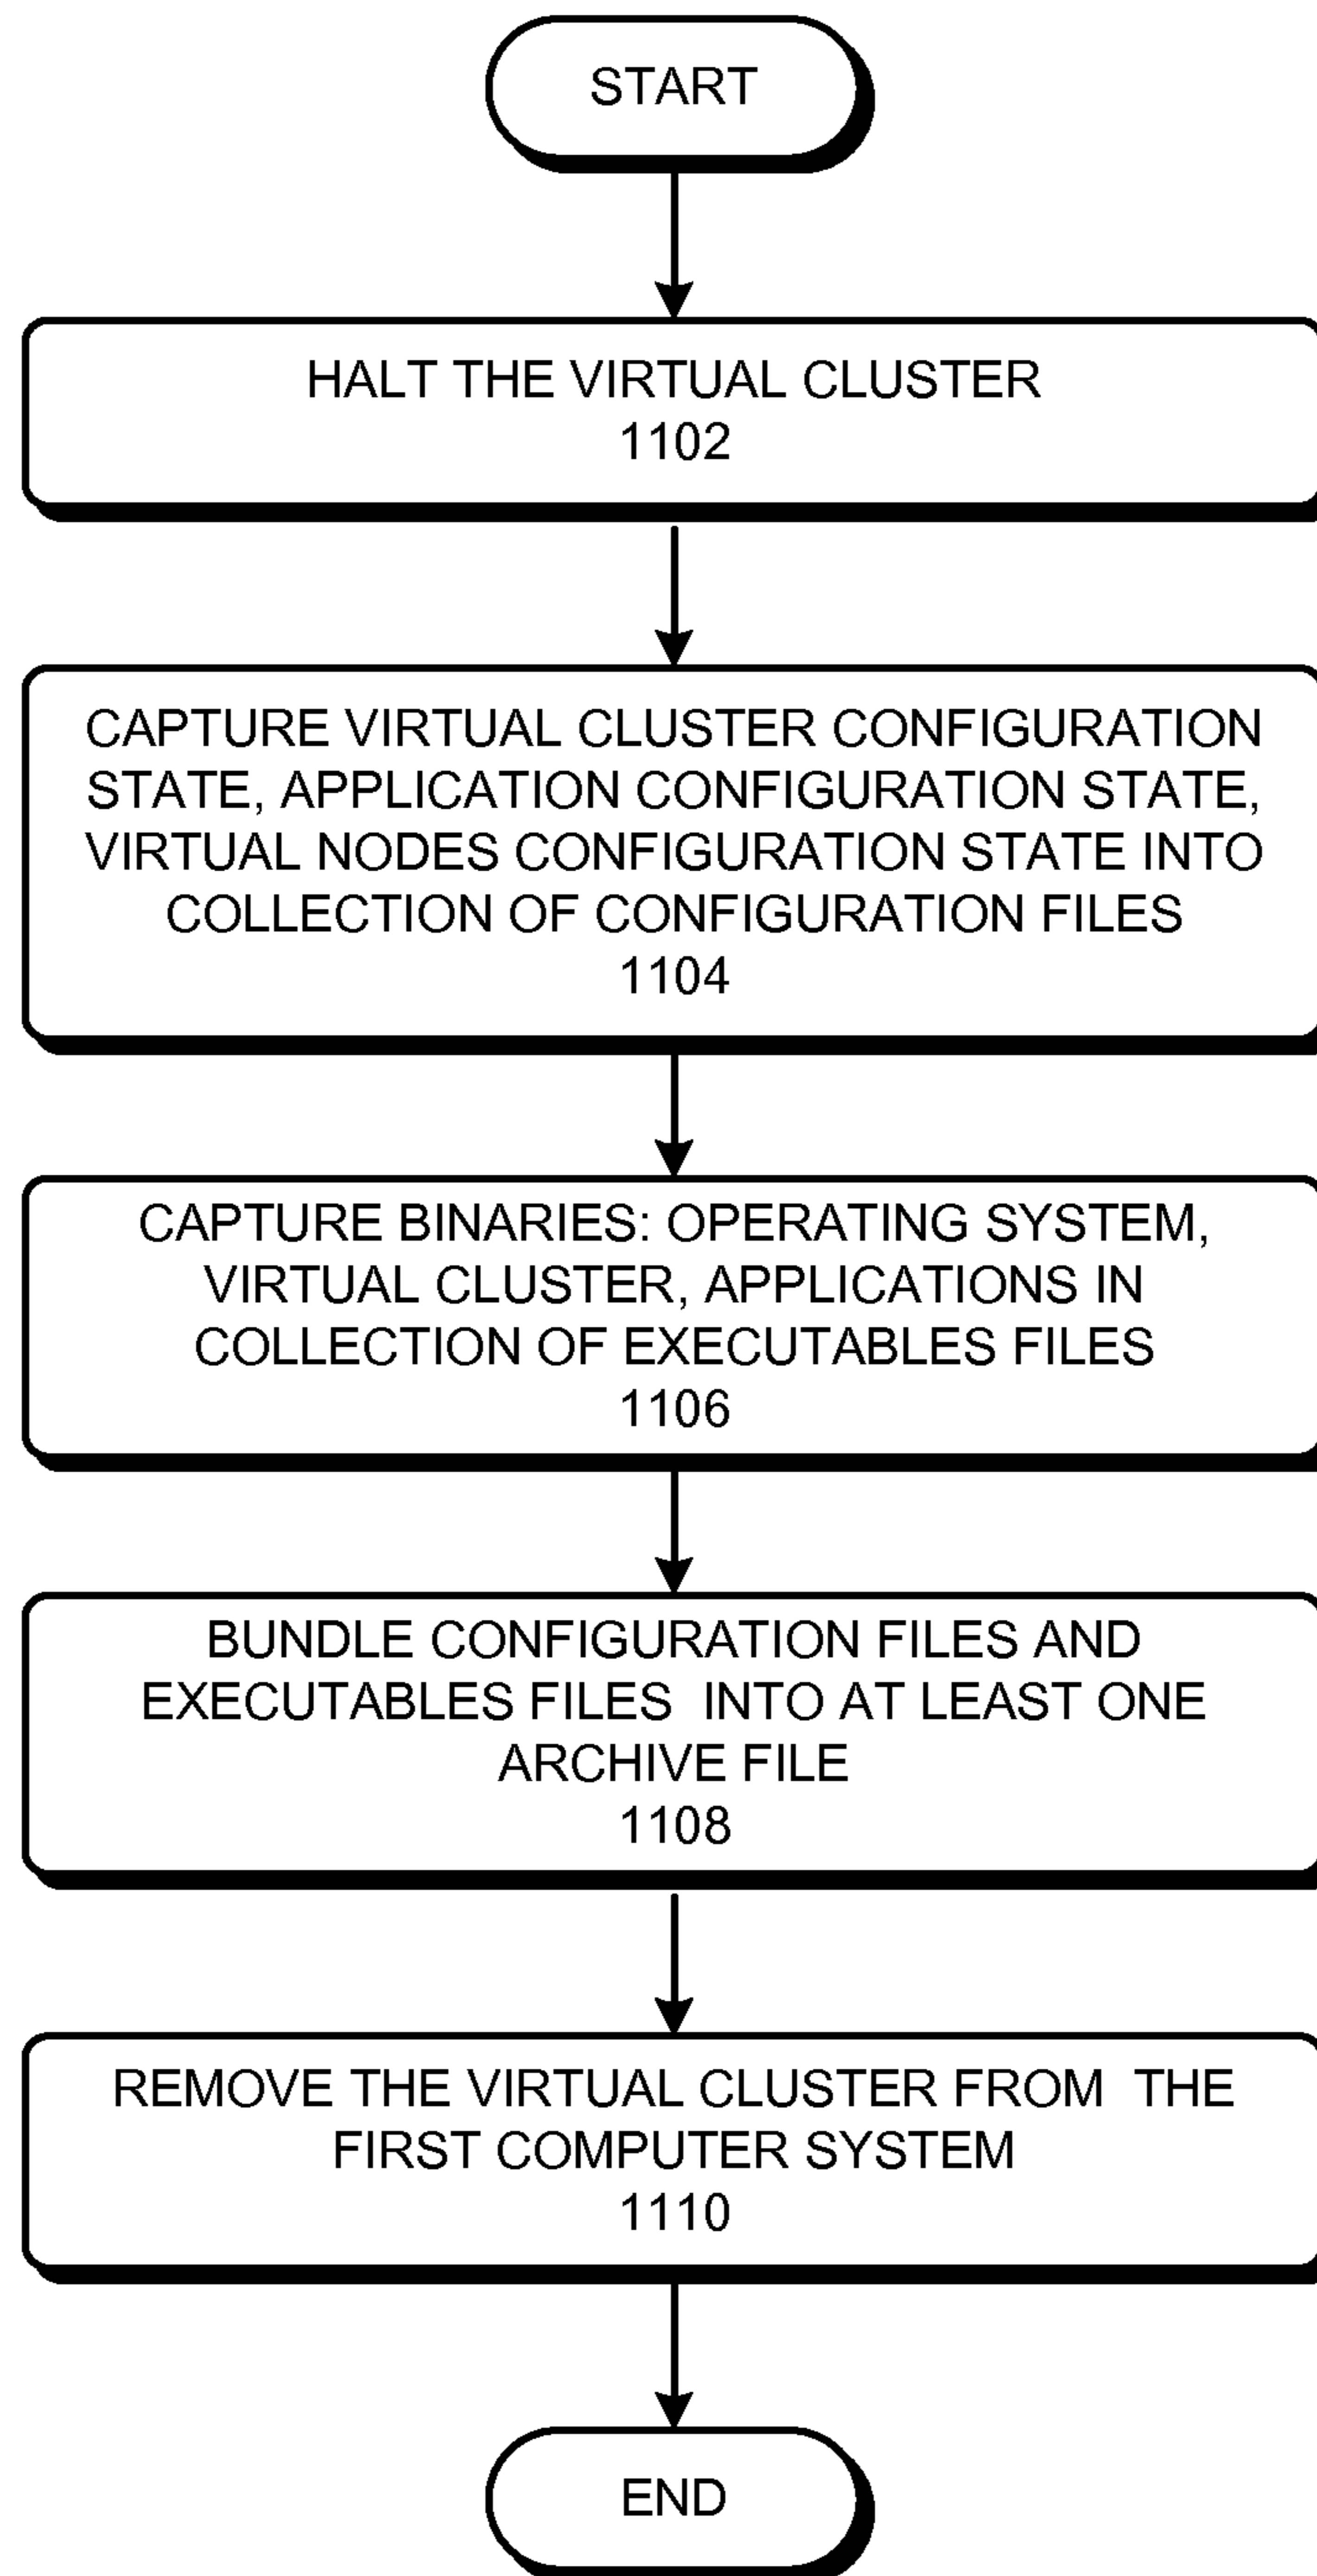 START
HALT THE VIRTUAL CLUSTER
1102
CAPTURE VIRTUAL CLUSTER CONFIGURATION
STATE, APPLICATION CONFIGURATION STATE,
VIRTUAL NODES CONFIGURATION STATE INTO
COLLECTION OF CONFIGURATION FILES
1104
CAPTURE BINARIES: OPERATING SYSTEM,
VIRTUAL CLUSTER, APPLICATIONS IN
COLLECTION OF EXECUTABLES FILES
1106
BUNDLE CONFIGURATION FILES AND
EXECUTABLES FILES INTO AT LEAST ONE
ARCHIVE FILE
1108
REMOVE THE VIRTUAL CLUSTER FROM THE
FIRST COMPUTER SYSTEM
1110
END